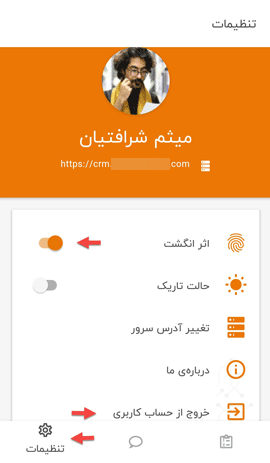 تنظیمات
میثم شرافتیان
https://crm. .com
اثر انگشت
حالت تاریک
تغییر آدرس سرور
درباره‌ی ما
خروج از حساب کاربری
تنظیمات